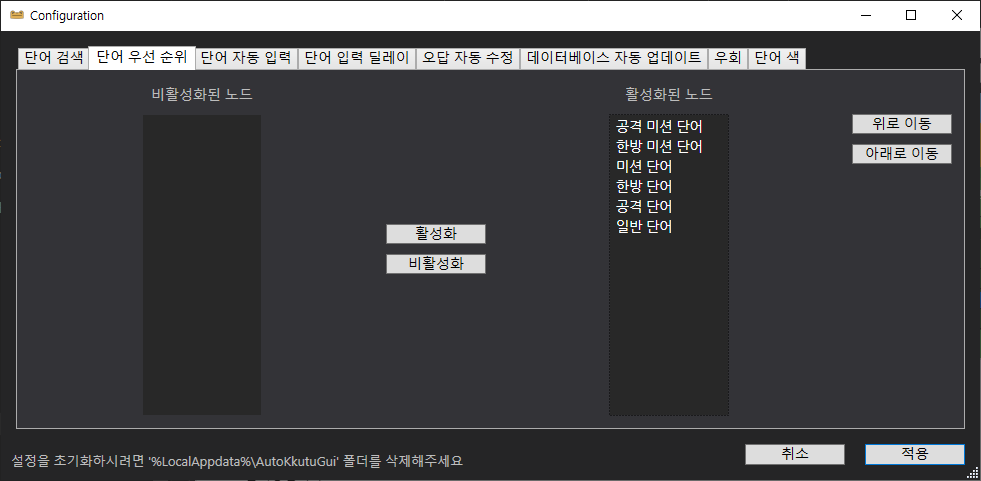 Configuration
단어 검색 단어 우선 순위 단어 자동 입력 단어 입력 딜레이 오답 자동 수정 데이터베이스 자동 업데이트 우회 단어 색
비활성화된 노드
활성화된 노드
공격 미션 단어
한방 미션 단어
미션 단어
한방 단어
공격 단어
일반 단어
위로 이동
아래로 이동
활성화
비활성화
설정을 초기화하시려면 '%LocalAppdata%\AutoKkutuGui' 폴더를 삭제해주세요
취소
적용